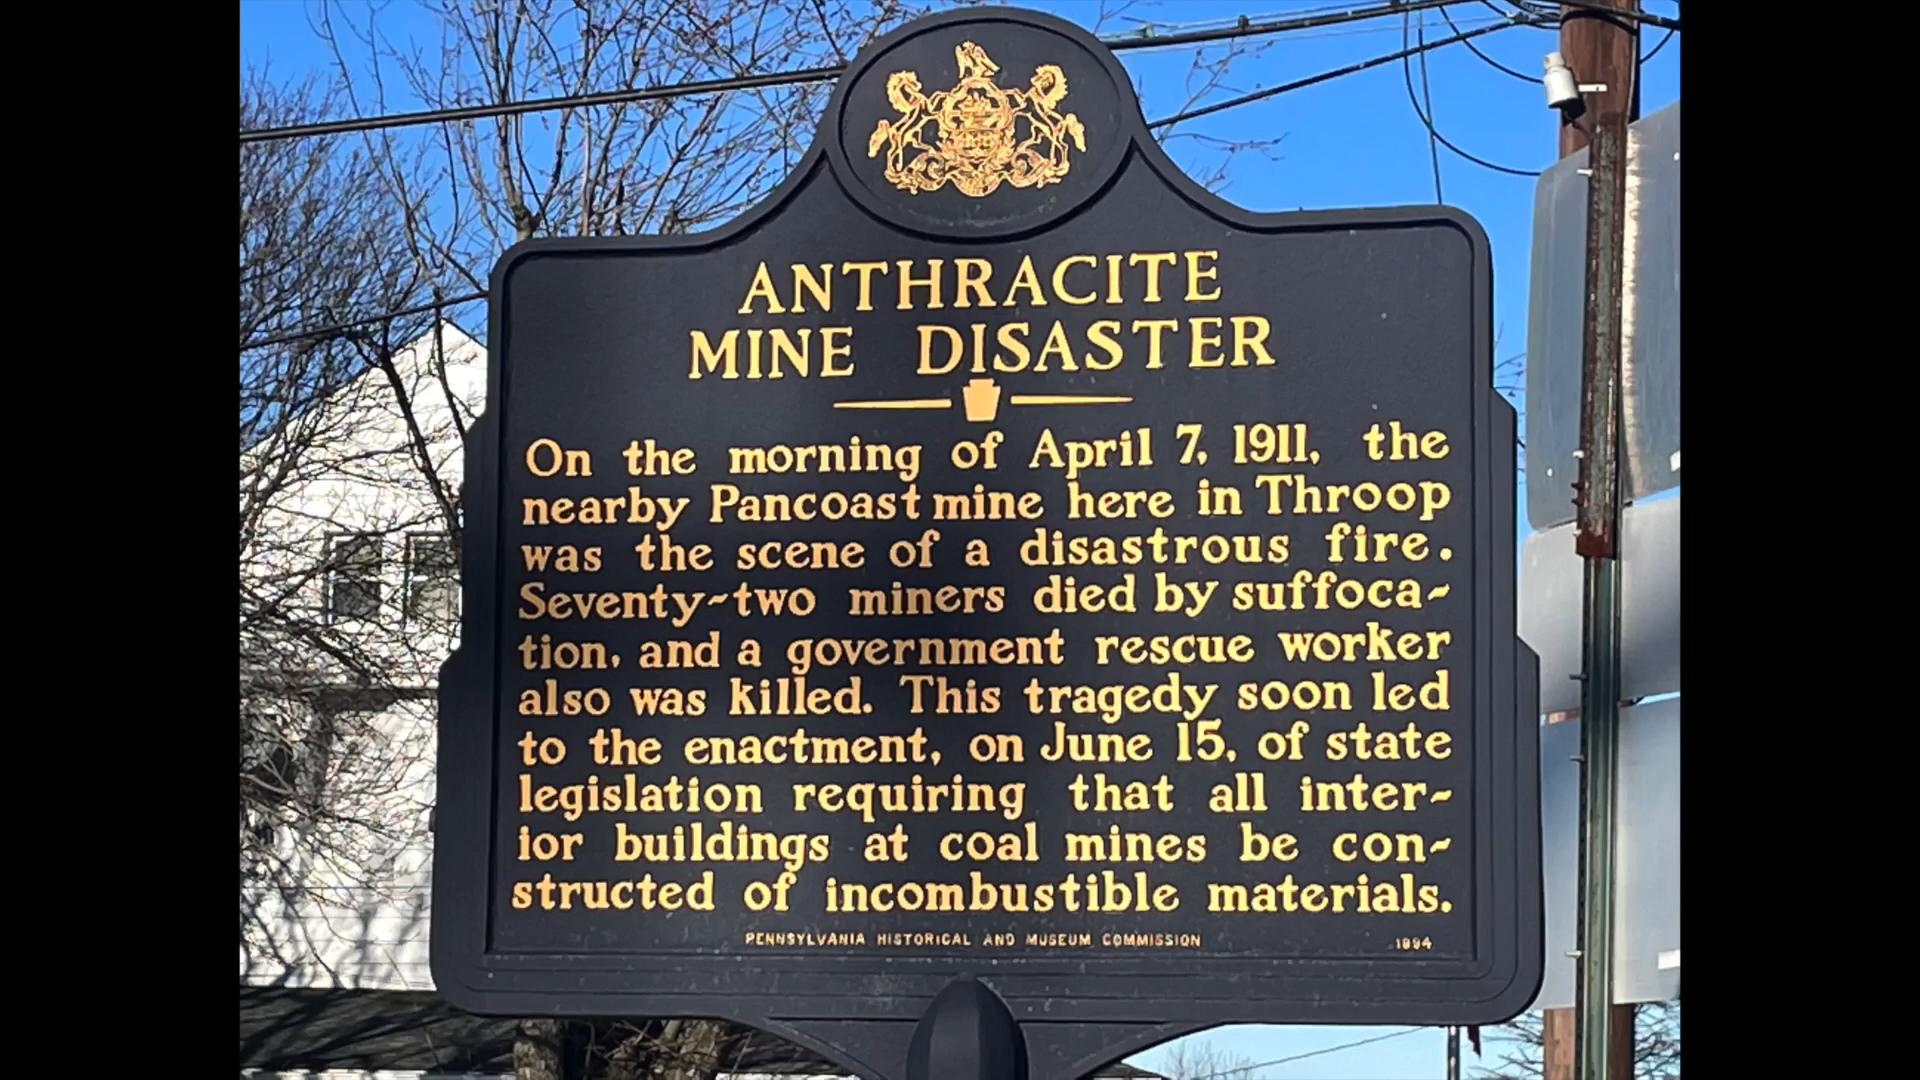 ANTHRACITE
MINE DISASTER
On the morning of April 7, 1911, the
nearby Pancoast mine here in Throop
was the scene of a disastrous fire.
Seventy-two miners died by suffoca-
tion, and a government rescue worker
also was killed. This tragedy soon led
to the enactment, on June 15, of state
legislation requiring that all inter-
ior buildings at coal mines be con-
structed of incombustible materials.
PENNSYLVANIA HISTORICAL AND MUSEUM COMMISSION 1994